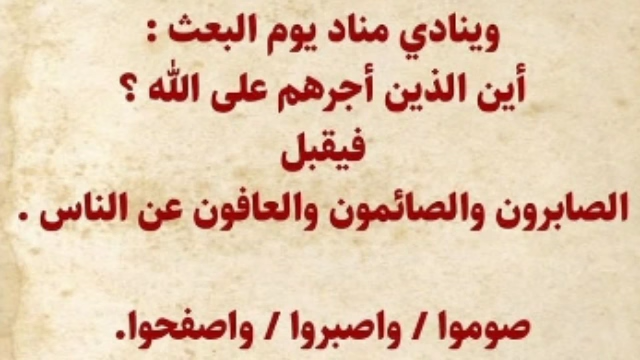 وينادي مناد يوم البعث :
أين الذين أجرهم على الله ؟
فيقبل
الصابرون والصائمون والعافون عن الناس .
صوموا / واصبروا / واصفحوا.